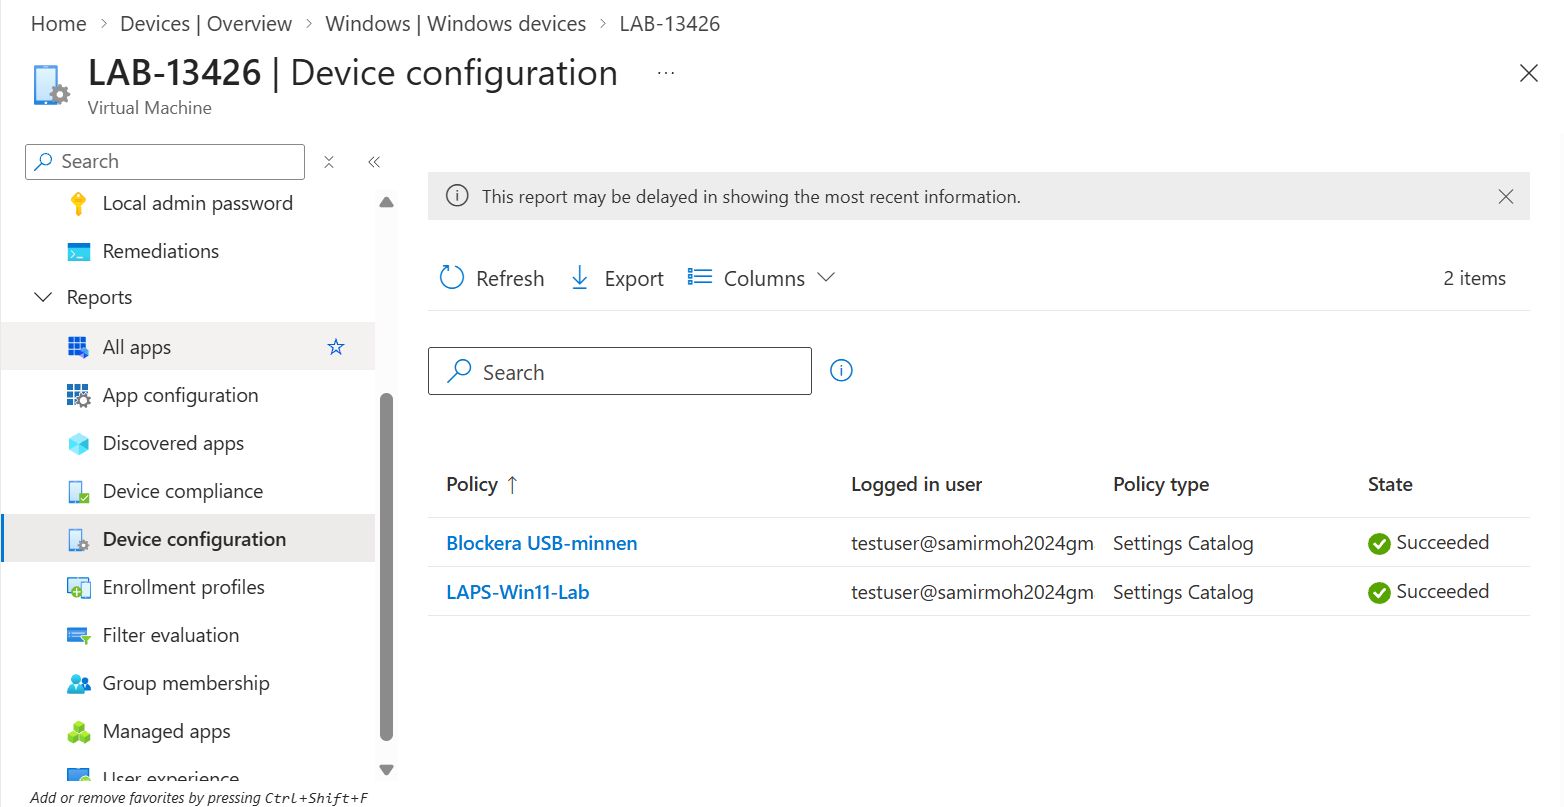 Home > Devices | Overview > Windows | Windows devices > LAB-13426
LAB-13426 | Device configuration ...
Virtual Machine
Search
Local admin password
Remediations
Reports
All apps
App configuration
Discovered apps
Device compliance
Device configuration
Enrollment profiles
Filter evaluation
Group membership
Managed apps
User experience
Add or remove favorites by pressing Ctrl+Shift+F
This report may be delayed in showing the most recent information.
Refresh Export Columns 2 items
Search
Policy ↑ Logged in user Policy type State
Blockera USB-minnen testuser@samirmoh2024gm Settings Catalog Succeeded
LAPS-Win11-Lab testuser@samirmoh2024gm Settings Catalog Succeeded